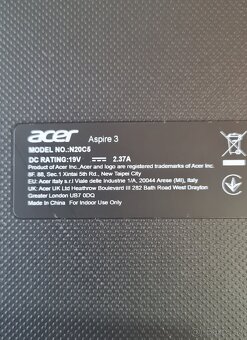 acer Aspire 3
MODEL NO.:N20C5
DC RATING:19V ⎓ 2.37A
Product of Acer Inc.,Acer and logo are registered trademarks of Acer Inc.
8F, 88, Sec.1 Xintai 5th Rd., New Taipei City
EU: Acer Italy s.r.l Viale delle Industrie 1/A, 20044 Arese (MI), Italy
UK: Acer UK Ltd Heathrow Boulevard III 282 Bath Road West Drayton
Greater London UB7 0DQ
Made in China For Indoor Use Only